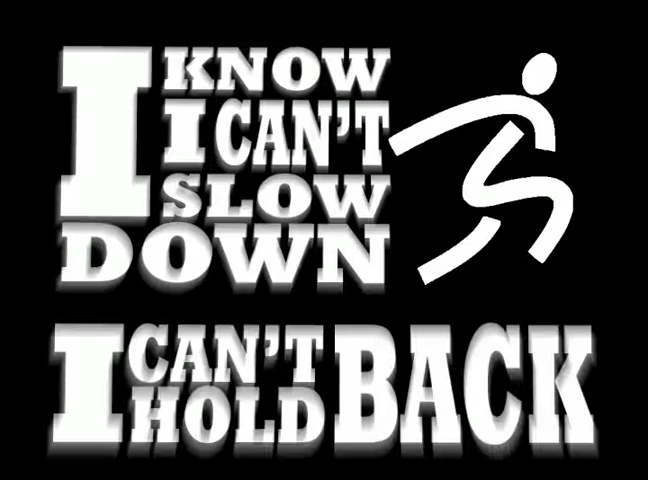 I KNOW
I CAN'T
SLOW
DOWN
I CAN'T
HOLD BACK